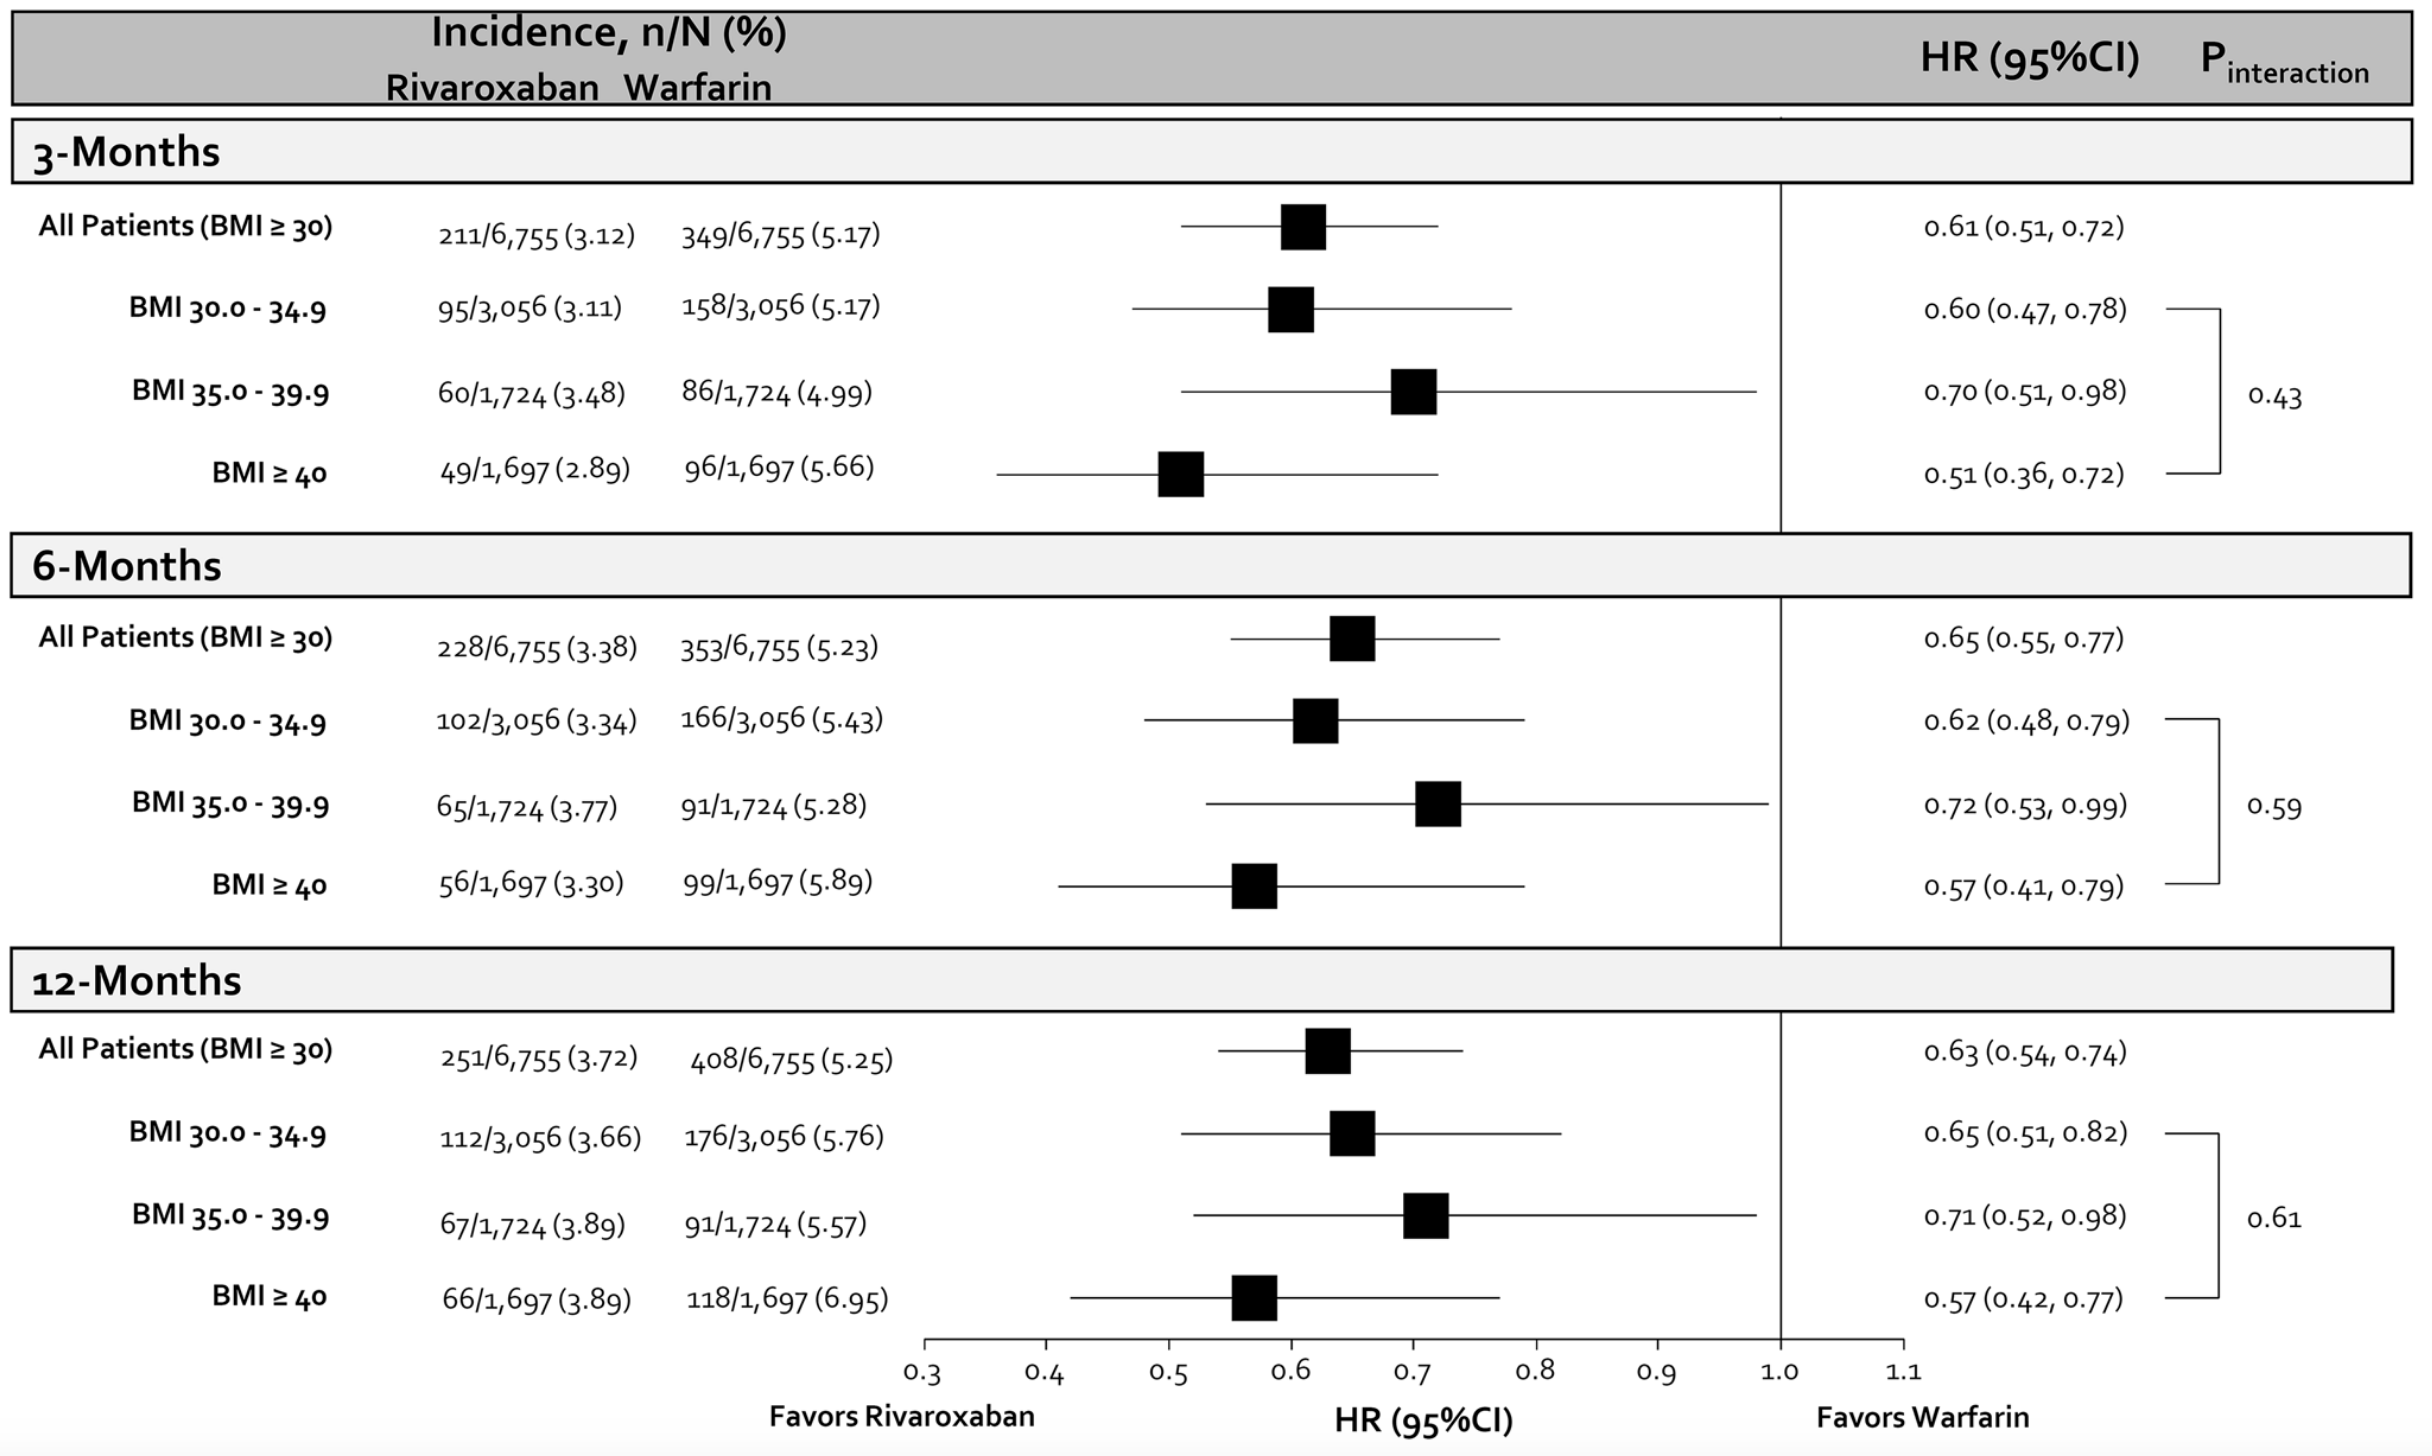 Incidence, n/N (%)
Rivaroxaban Warfarin HR (95%CI) Pinteraction
3-Months
All Patients (BMI ≥ 30) 211/6,755 (3.12) 349/6,755 (5.17) 0.61 (0.51, 0.72)
BMI 30.0 - 34.9 95/3,056 (3.11) 158/3,056 (5.17) 0.60 (0.47, 0.78)
BMI 35.0 - 39.9 60/1,724 (3.48) 86/1,724 (4.99) 0.70 (0.51, 0.98) 0.43
BMI ≥ 40 49/1,697 (2.89) 96/1,697 (5.66) 0.51 (0.36, 0.72)
6-Months
All Patients (BMI ≥ 30) 228/6,755 (3.38) 353/6,755 (5.23) 0.65 (0.55, 0.77)
BMI 30.0 - 34.9 102/3,056 (3.34) 166/3,056 (5.43) 0.62 (0.48, 0.79)
BMI 35.0 - 39.9 65/1,724 (3.77) 91/1,724 (5.28) 0.72 (0.53, 0.99) 0.59
BMI ≥ 40 56/1,697 (3.30) 99/1,697 (5.89) 0.57 (0.41, 0.79)
12-Months
All Patients (BMI ≥ 30) 251/6,755 (3.72) 408/6,755 (5.25) 0.63 (0.54, 0.74)
BMI 30.0 - 34.9 112/3,056 (3.66) 176/3,056 (5.76) 0.65 (0.51, 0.82)
BMI 35.0 - 39.9 67/1,724 (3.89) 91/1,724 (5.57) 0.71 (0.52, 0.98) 0.61
BMI ≥ 40 66/1,697 (3.89) 118/1,697 (6.95) 0.57 (0.42, 0.77)
0.3 0.4 0.5 0.6 0.7 0.8 0.9 1.0 1.1
Favors Rivaroxaban HR (95%CI) Favors Warfarin